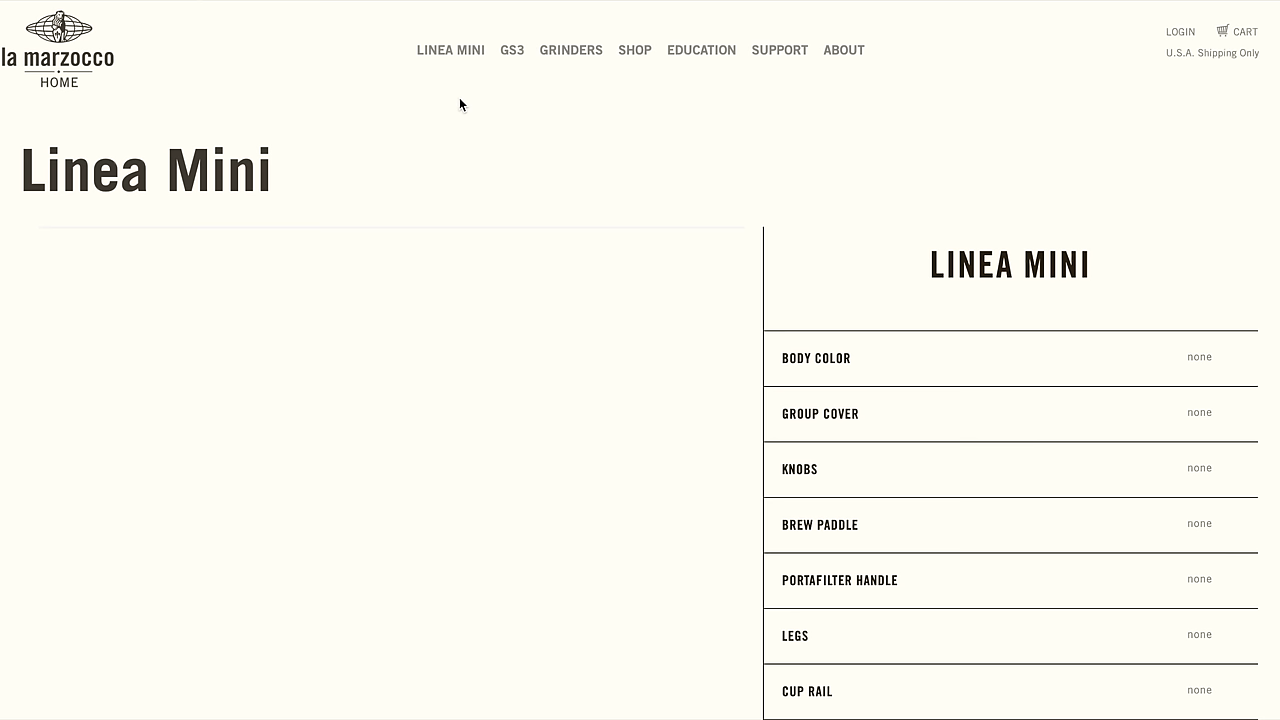 la marzocco
HOME
LINEA MINI GS3 GRINDERS SHOP EDUCATION SUPPORT ABOUT
LOGIN CART
U.S.A. Shipping Only
Linea Mini
LINEA MINI
BODY COLOR none
GROUP COVER none
KNOBS none
BREW PADDLE none
PORTAFILTER HANDLE none
LEGS none
CUP RAIL none